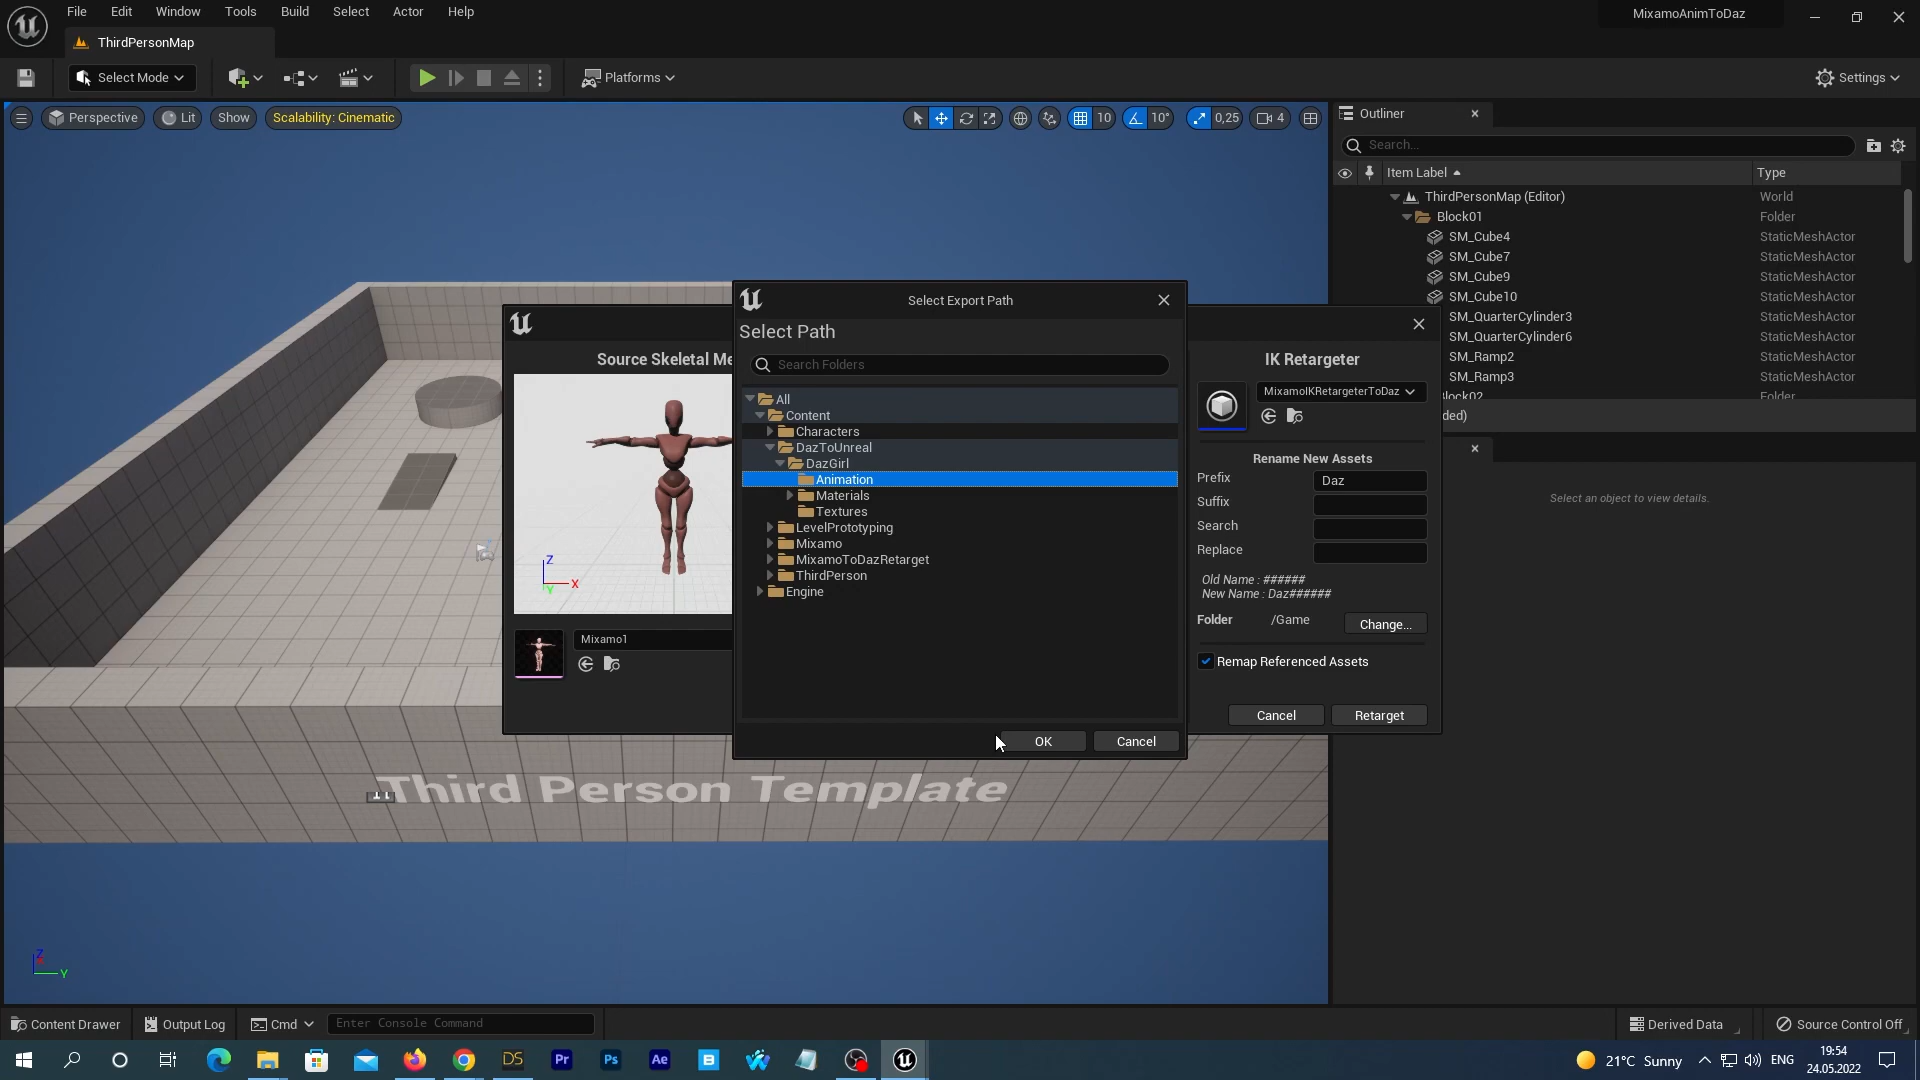 File Edit Window Tools Build Select Actor Help
MixamoAnimToDaz
ThirdPersonMap
Select Mode
Platforms
Settings
Perspective
Lit
Show
Scalability: Cinematic
10
10°
0,25
4
Outliner
Search...
Item Label
Type
ThirdPersonMap (Editor) World
Block01 Folder
SM_Cube4 StaticMeshActor
SM_Cube7 StaticMeshActor
SM_Cube9 StaticMeshActor
SM_Cube10 StaticMeshActor
SM_QuarterCylinder3 StaticMeshActor
SM_QuarterCylinder6 StaticMeshActor
SM_Ramp2 StaticMeshActor
SM_Ramp3 StaticMeshActor
Folder
ded)
Select an object to view details.
Source Skeletal Me
Z
X
Y
Mixamo1
Select Export Path
Select Path
Search Folders
All
Content
Characters
DazToUnreal
DazGirl
Animation
Materials
Textures
LevelPrototyping
Mixamo
MixamoToDazRetarget
ThirdPerson
Engine
OK
Cancel
IK Retargeter
MixamoIKRetargeterToDaz
Rename New Assets
Prefix Daz
Suffix
Search
Replace
Old Name : ######
New Name : Daz######
Folder /Game Change...
Remap Referenced Assets
Cancel
Retarget
Third Person Template
Z
Y
Content Drawer
Output Log
Cmd
Enter Console Command
Derived Data
Source Control Off
DS
Pr
Ps
Ae
B
21°C Sunny
ENG
19:54
24.05.2022